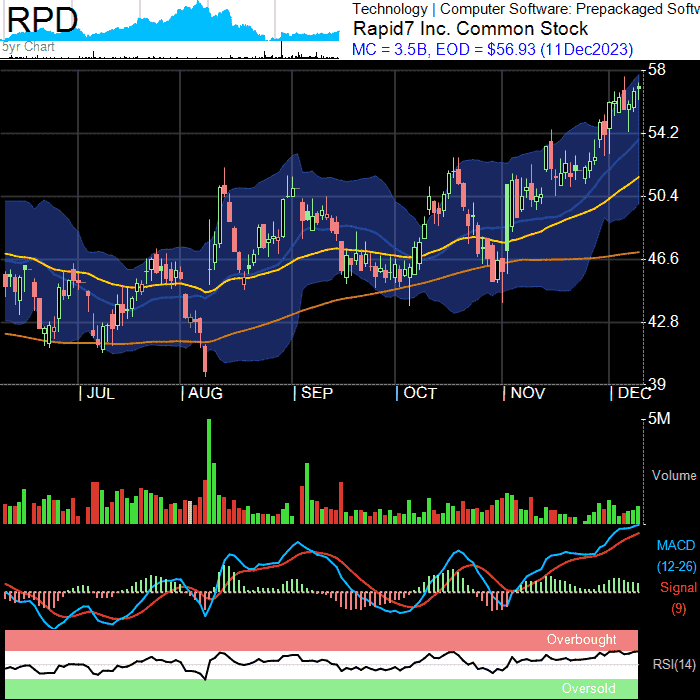 RPD
5yr Chart
Technology | Computer Software: Prepackaged Softw
Rapid7 Inc. Common Stock
MC = 3.5B, EOD = $56.93 (11Dec2023)
58
54.2
50.4
46.6
42.8
39
JUL AUG SEP OCT NOV DEC
5M
Volume
MACD
(12-26)
Signal
(9)
Overbought
RSI(14)
Oversold